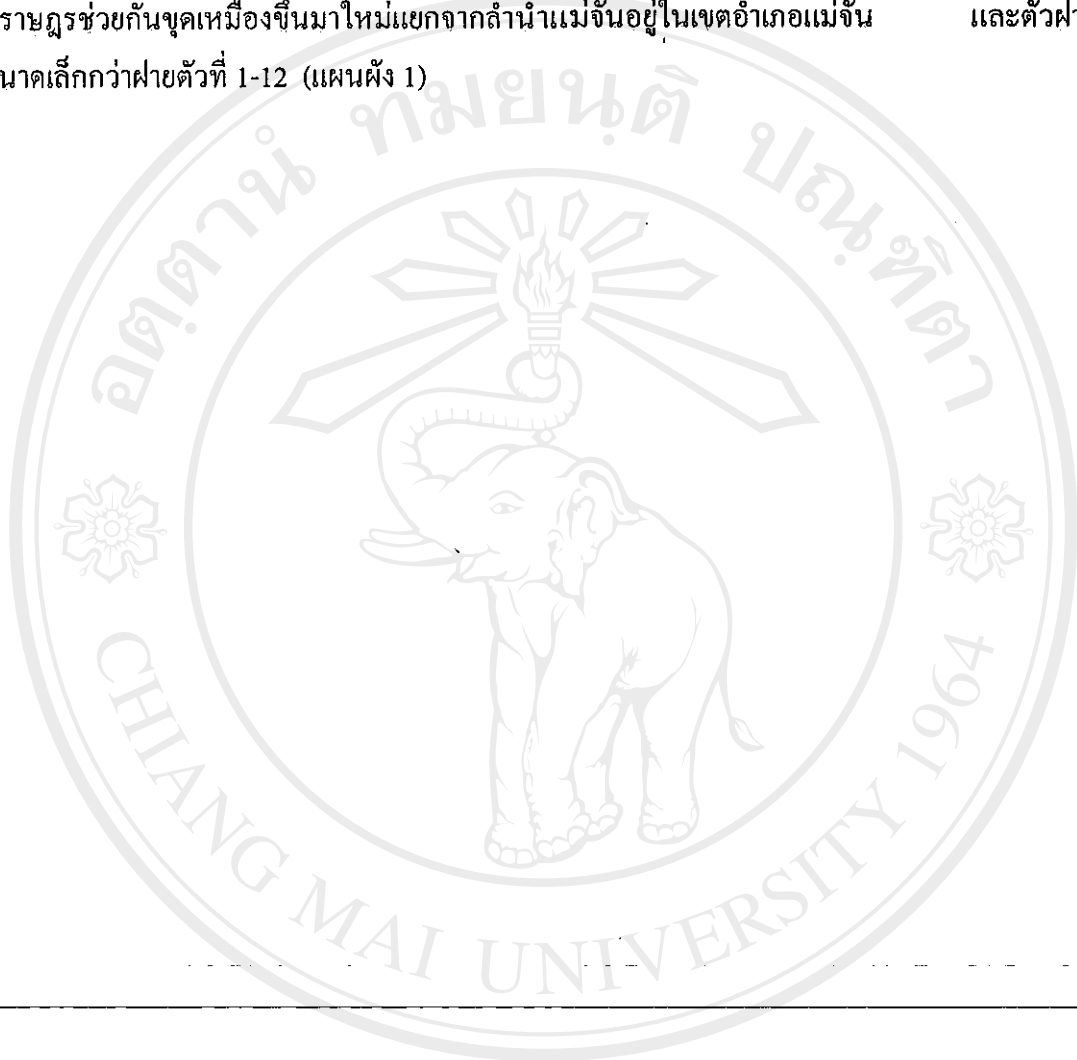 ราษฎรช่วยกันขุดเหมืองขึ้นมาใหม่แยกจากลำน้ำแม่จันอยู่ในเขตอำเภอแม่จัน และตัวฝา
นาดเล็กกว่าฝายตัวที่ 1-12 (แผนผัง 1)
อตฺตานํ ทมยนฺติ ปณฺฑิตา
CHIANG MAI UNIVERSITY 1964